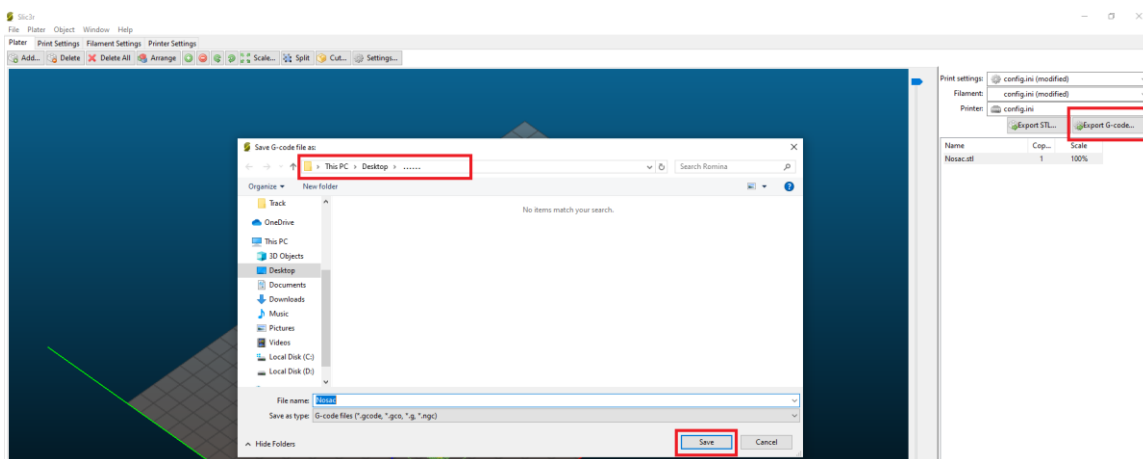 Slic3r
File Plater Object Window Help
Plater Print Settings Filament Settings Printer Settings
Add... Delete Delete All Arrange Scale... Split Cut... Settings...
Print settings: config.ini (modified)
Filament: config.ini (modified)
Printer: config.ini
Export STL... Export G-code...
Name Cop... Scale
Nosac.stl 1 100%
Save G-code file as:
This PC > Desktop > ...... Search Romina
Organize New folder
No items match your search.
Track
OneDrive
This PC
3D Objects
Desktop
Documents
Downloads
Music
Pictures
Videos
Local Disk (C:)
Local Disk (D:)
File name: Nosac
Save as type: G-code files (*.gcode, *.gco, *.g, *.ngc)
Hide Folders Save Cancel